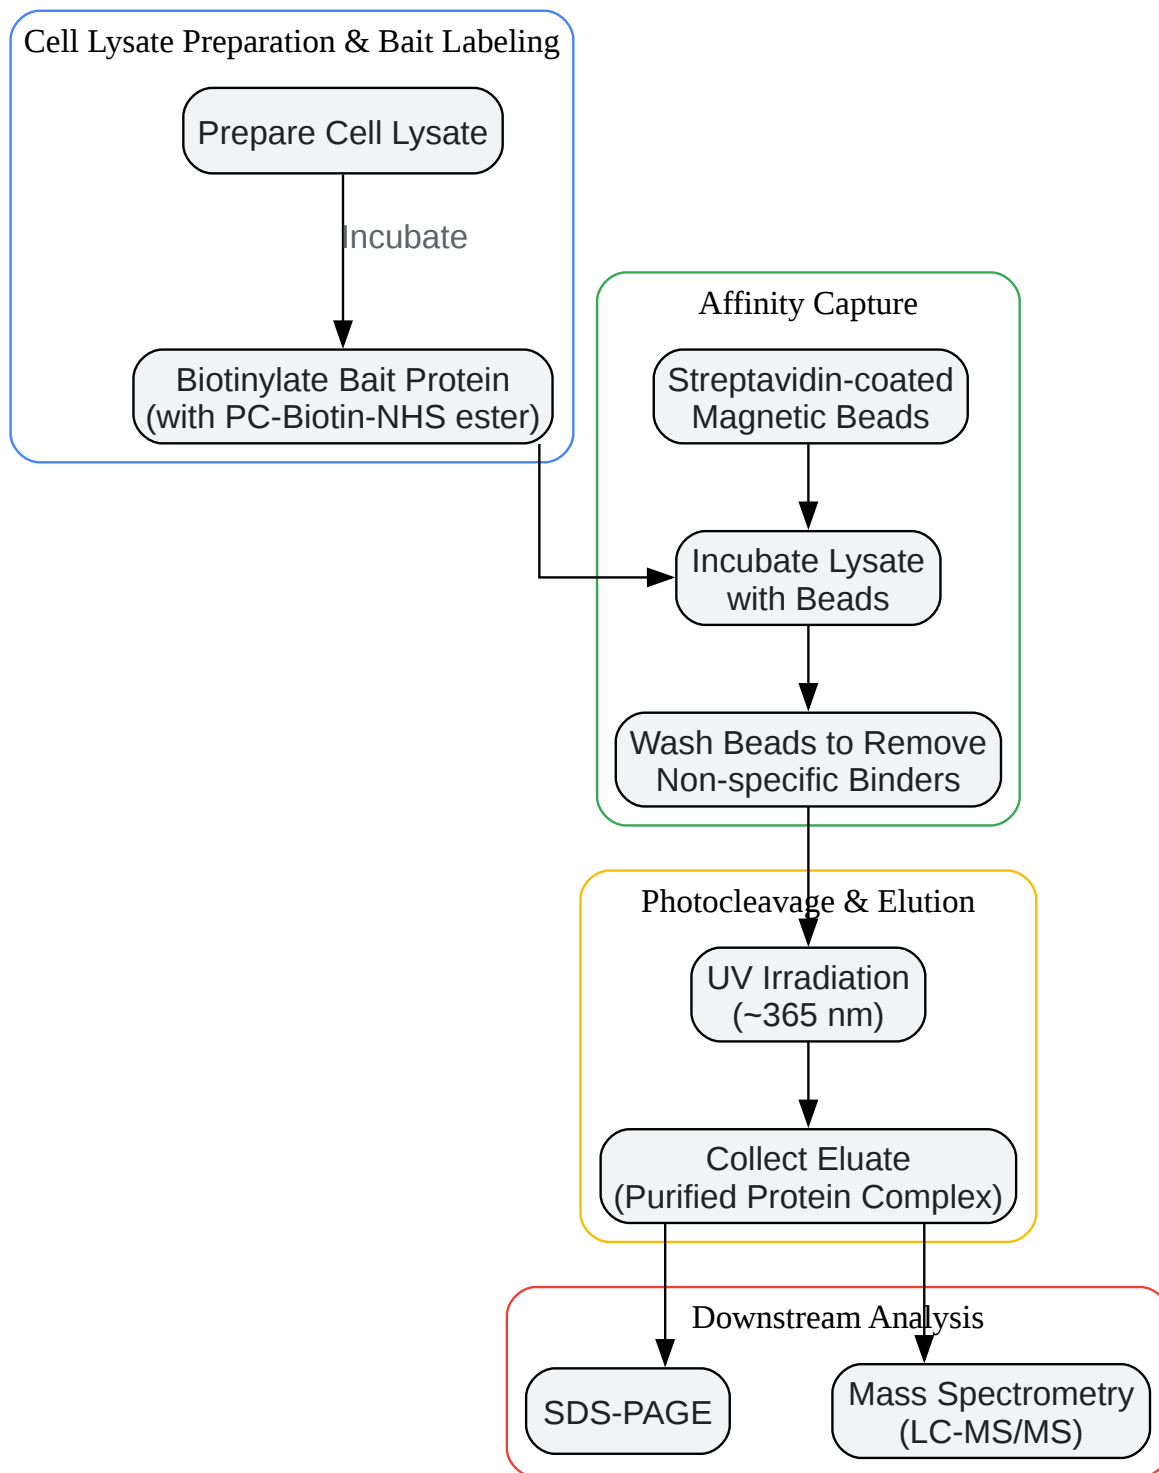 Cell Lysate Preparation & Bait Labeling
Prepare Cell Lysate
Incubate
Biotinylate Bait Protein
(with PC-Biotin-NHS ester)
Affinity Capture
Streptavidin-coated
Magnetic Beads
Incubate Lysate
with Beads
Wash Beads to Remove
Non-specific Binders
Photocleavage & Elution
UV Irradiation
(~365 nm)
Collect Eluate
(Purified Protein Complex)
Downstream Analysis
SDS-PAGE
Mass Spectrometry
(LC-MS/MS)